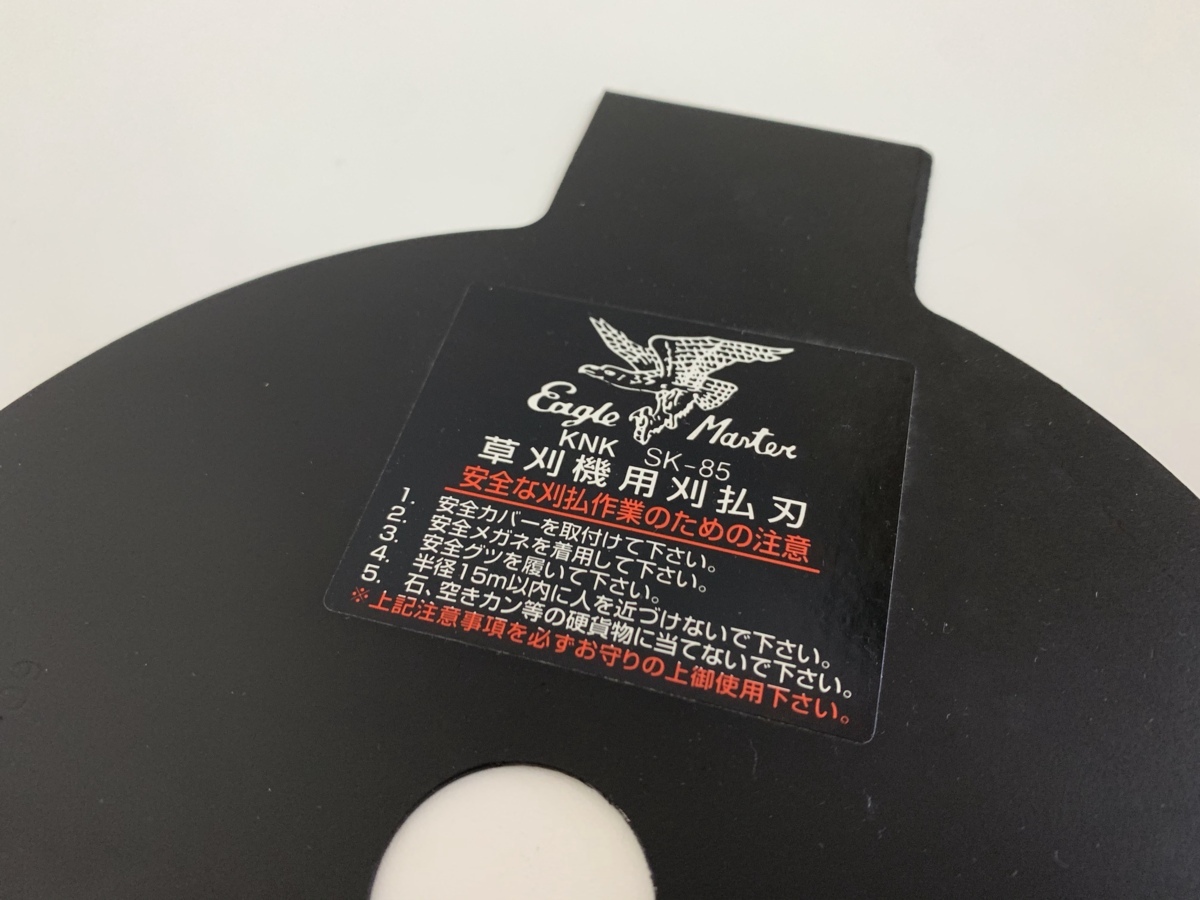 Eagle Master
KNK SK-85
草刈機用刈払刃
安全な刈払作業のための注意
1. 安全カバーを取付けて下さい。
2. 安全メガネを着用して下さい。
3. 安全グツを履いて下さい。
4. 半径15m以内に人を近づけないで下さい。
5. 石、空きカン等の硬貨物に当てないで下さい。
※上記注意事項を必ずお守りの上御使用下さい。